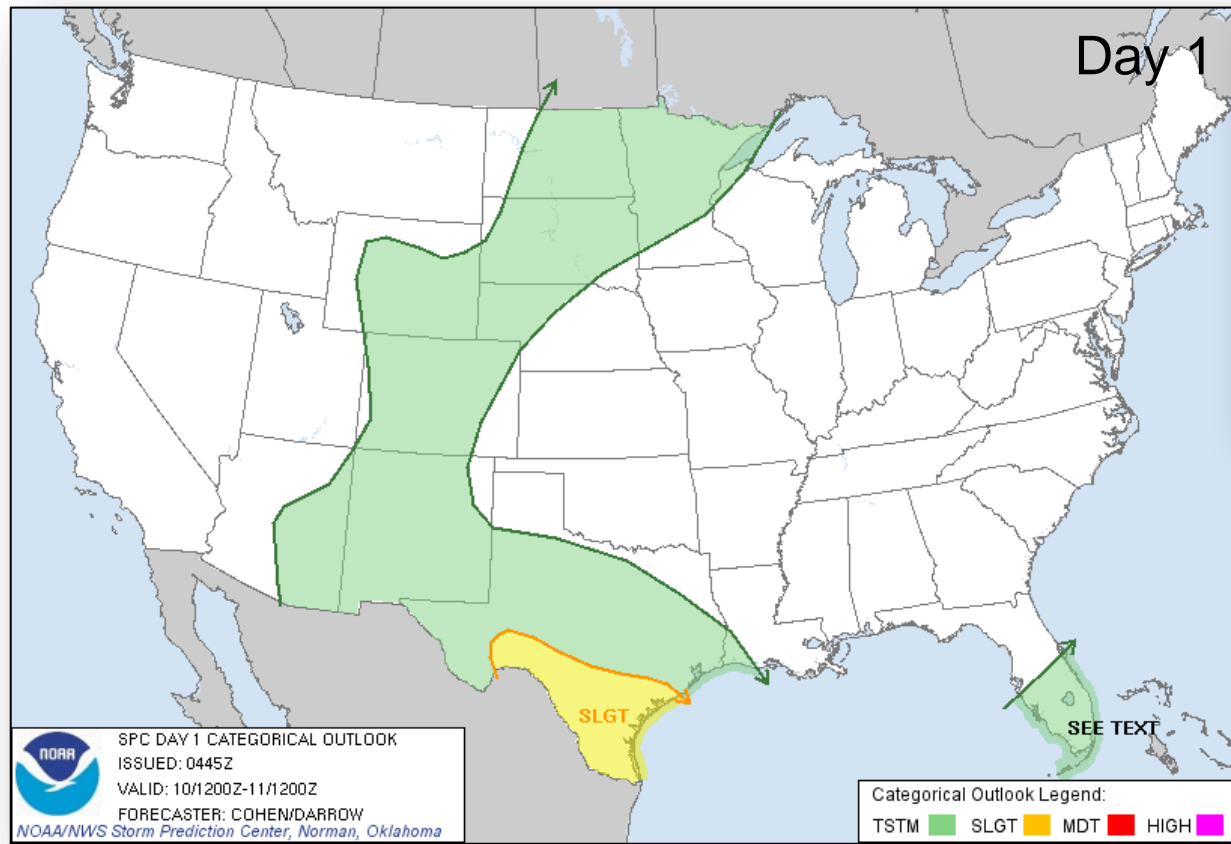 Day 1
SLGT
SEE TEXT
NOAA
SPC DAY 1 CATEGORICAL OUTLOOK
ISSUED: 0445Z
VALID: 10/1200Z-11/1200Z
FORECASTER: COHEN/DARROW
NOAA/NWS Storm Prediction Center, Norman, Oklahoma
Categorical Outlook Legend:
TSTM SLGT MDT HIGH